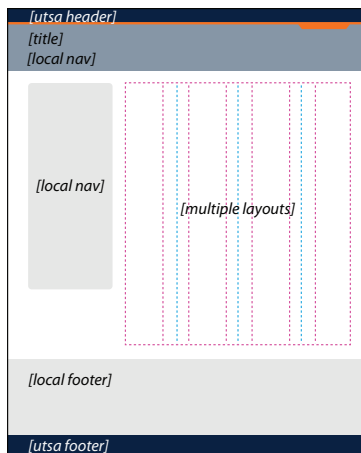 [utsa header]
[title]
[local nav]
[local nav]
[multiple layouts]
[local footer]
[utsa footer]